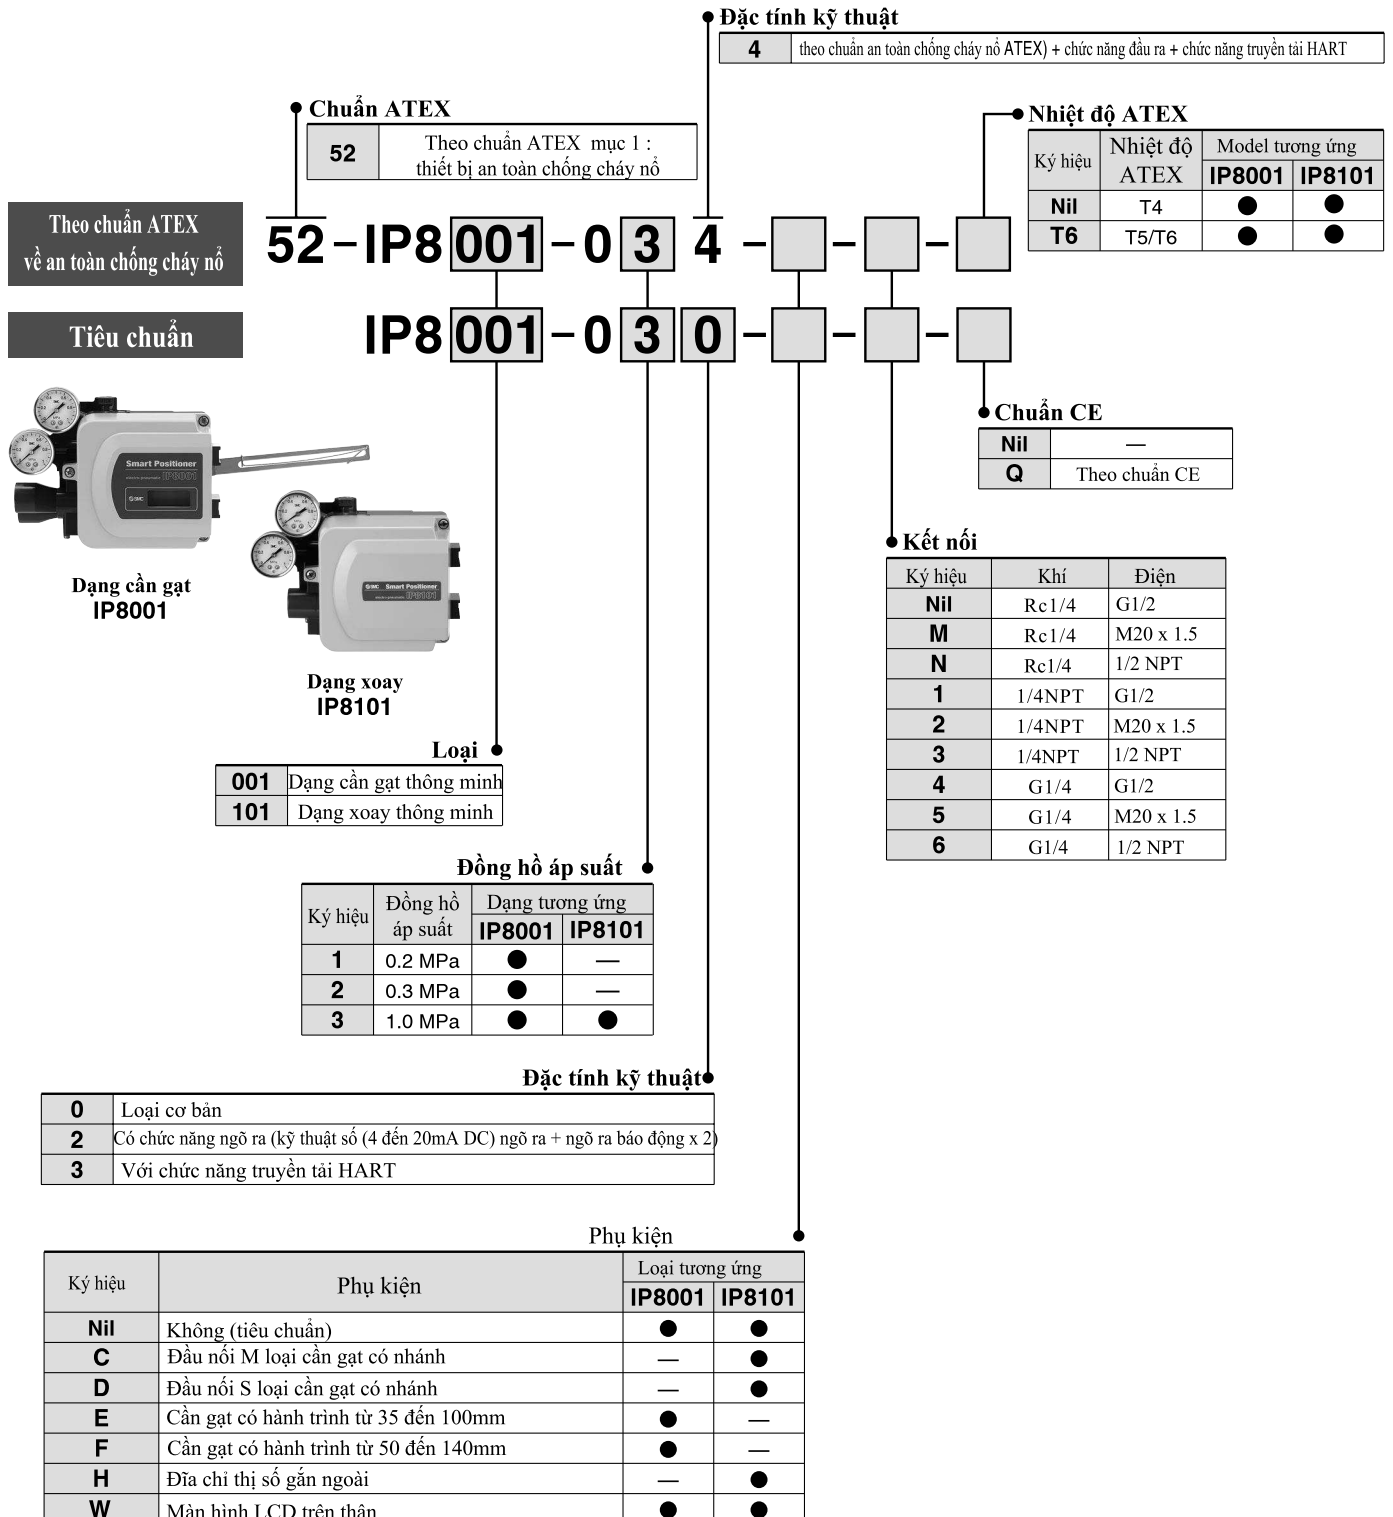 Đặc tính kỹ thuật
4 theo chuẩn an toàn chống cháy nổ ATEX) + chức năng đầu ra + chức năng truyền tải HART
Chuẩn ATEX
52 Theo chuẩn ATEX mục 1 :
thiết bị an toàn chống cháy nổ
Nhiệt độ ATEX
Ký hiệu Nhiệt độ ATEX Model tương ứng
IP8001 IP8101
Nil T4 ● ●
T6 T5/T6 ● ●
Theo chuẩn ATEX
về an toàn chống cháy nổ
52 – IP8 001 – 0 3 4 – – –
Tiêu chuẩn
IP8 001 – 0 3 0 – – –
Chuẩn CE
Nil —
Q Theo chuẩn CE
Smart Positioner
IP8001
SMC
SMC Smart Positioner
IP8101
Dạng cần gạt
IP8001
Dạng xoay
IP8101
Kết nối
Ký hiệu Khí Điện
Nil Rc1/4 G1/2
M Rc1/4 M20 x 1.5
N Rc1/4 1/2 NPT
1 1/4NPT G1/2
2 1/4NPT M20 x 1.5
3 1/4NPT 1/2 NPT
4 G1/4 G1/2
5 G1/4 M20 x 1.5
6 G1/4 1/2 NPT
Loại
001 Dạng cần gạt thông minh
101 Dạng xoay thông minh
Đồng hồ áp suất
Ký hiệu Đồng hồ áp suất Dạng tương ứng
IP8001 IP8101
1 0.2 MPa ● —
2 0.3 MPa ● —
3 1.0 MPa ● ●
Đặc tính kỹ thuật
0 Loại cơ bản
2 Có chức năng ngõ ra (kỹ thuật số (4 đến 20mA DC) ngõ ra + ngõ ra báo động x 2)
3 Với chức năng truyền tải HART
Phụ kiện
Ký hiệu Phụ kiện Loại tương ứng
IP8001 IP8101
Nil Không (tiêu chuẩn) ● ●
C Đầu nối M loại cần gạt có nhánh — ●
D Đầu nối S loại cần gạt có nhánh — ●
E Cần gạt có hành trình từ 35 đến 100mm ● —
F Cần gạt có hành trình từ 50 đến 140mm ● —
H Đĩa chỉ thị số gắn ngoài — ●
W Màn hình LCD trên thân ● ●